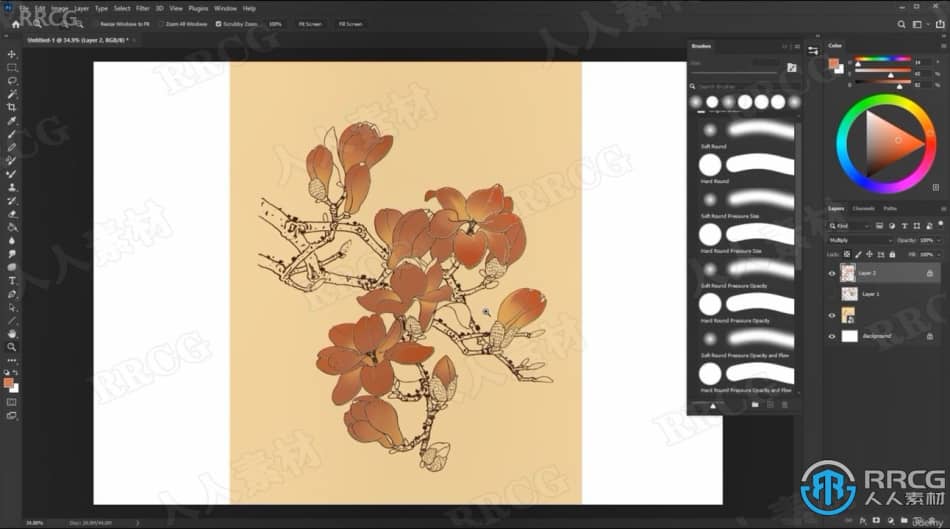 File Edit Image Layer Type Select Filter 3D View Plugins Window Help
Resize Windows to Fit Zoom All Windows Scrubby Zoom 100% Fit Screen Fill Screen
Untitled-1 @ 34.9% (Layer 2, RGB/8) *
Brushes
Soft Round
Hard Round
Soft Round Pressure Size
Hard Round Pressure Size
Soft Round Pressure Opacity
Hard Round Pressure Opacity
Soft Round Pressure Opacity and Flow
Hard Round Pressure Opacity and Flow
Color
Layers Channels Paths
Kind
Multiply Opacity: 100%
Lock: Fill: 100%
Layer 2
Layer 1
Background
RRCG
人人素材
RRCG
人人素材
Udemy